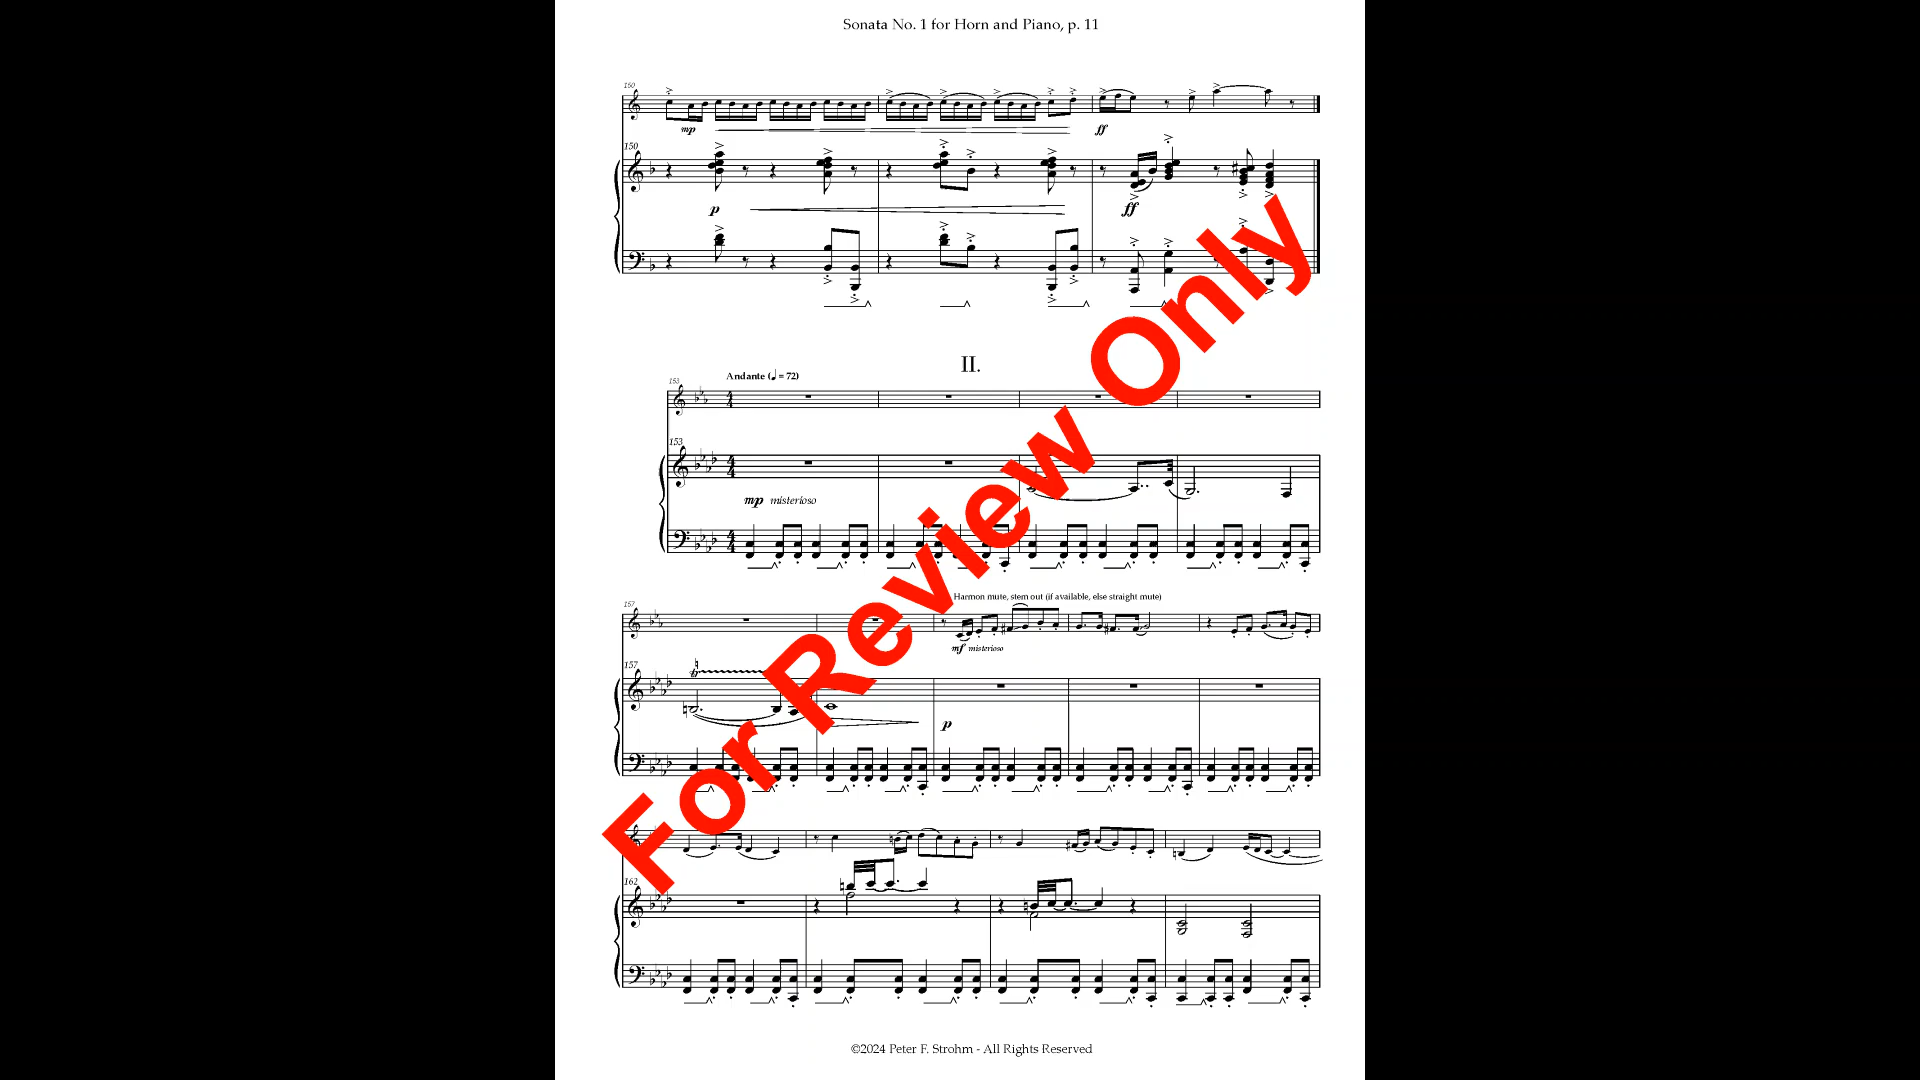 Sonata No. 1 for Horn and Piano, p. 11
150
mp
ff
150
p
ff
II.
Andante (♩ = 72)
153
153
mp misterioso
157
Harmon mute, stem out (if available, else straight mute)
mf misterioso
157
tr
p
162
For Review Only
©2024 Peter F. Strohm - All Rights Reserved